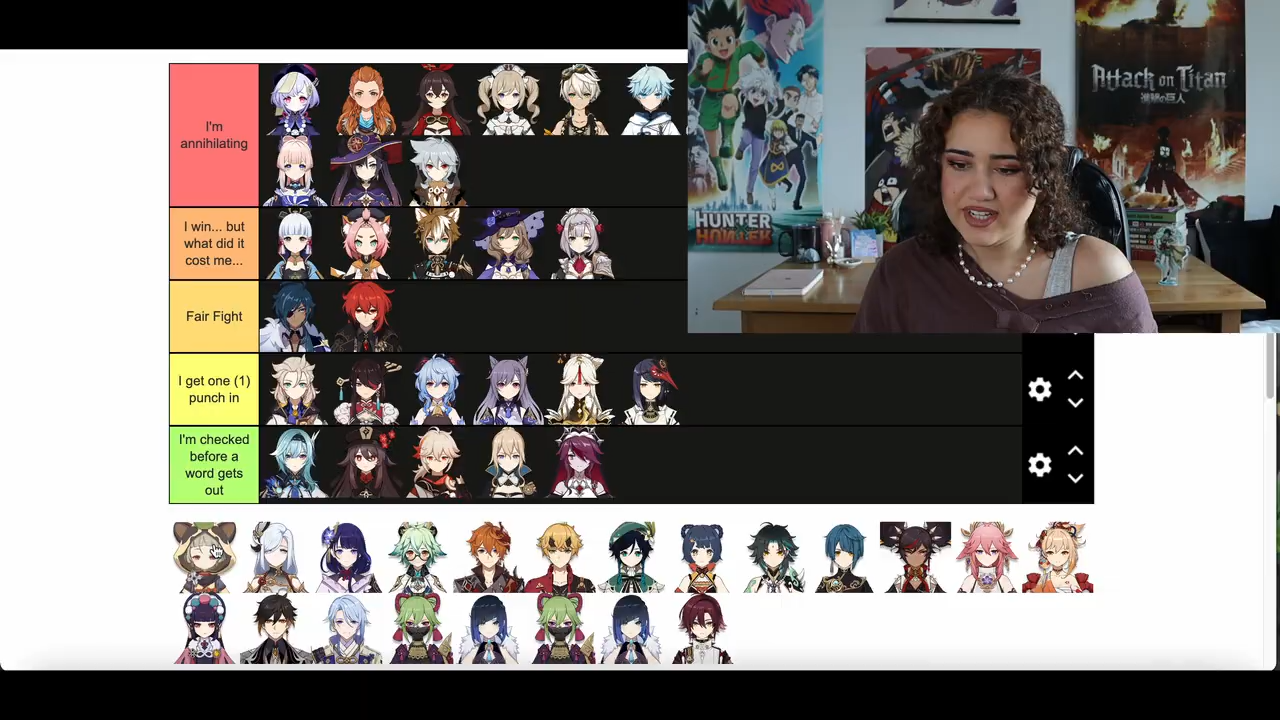 I'm
annihilating
I win... but
what did it
cost me...
Fair Fight
I get one (1)
punch in
I'm checked
before a
word gets
out
HUNTER
HUNTER
Attack on Titan
進撃の巨人